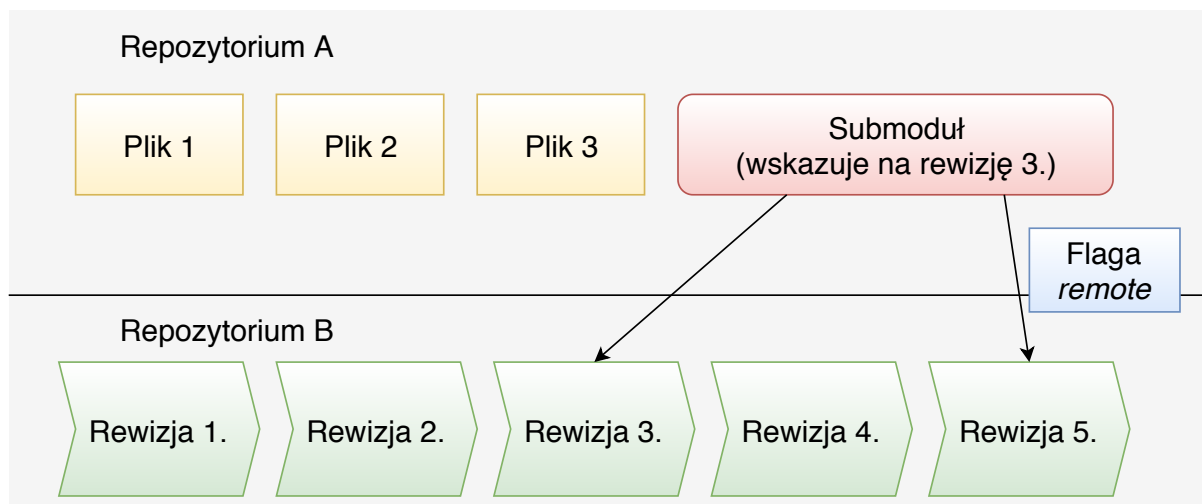 Repozytorium A
Plik 1
Plik 2
Plik 3
Submoduł
(wskazuje na rewizję 3.)
Flaga
remote
Repozytorium B
Rewizja 1.
Rewizja 2.
Rewizja 3.
Rewizja 4.
Rewizja 5.